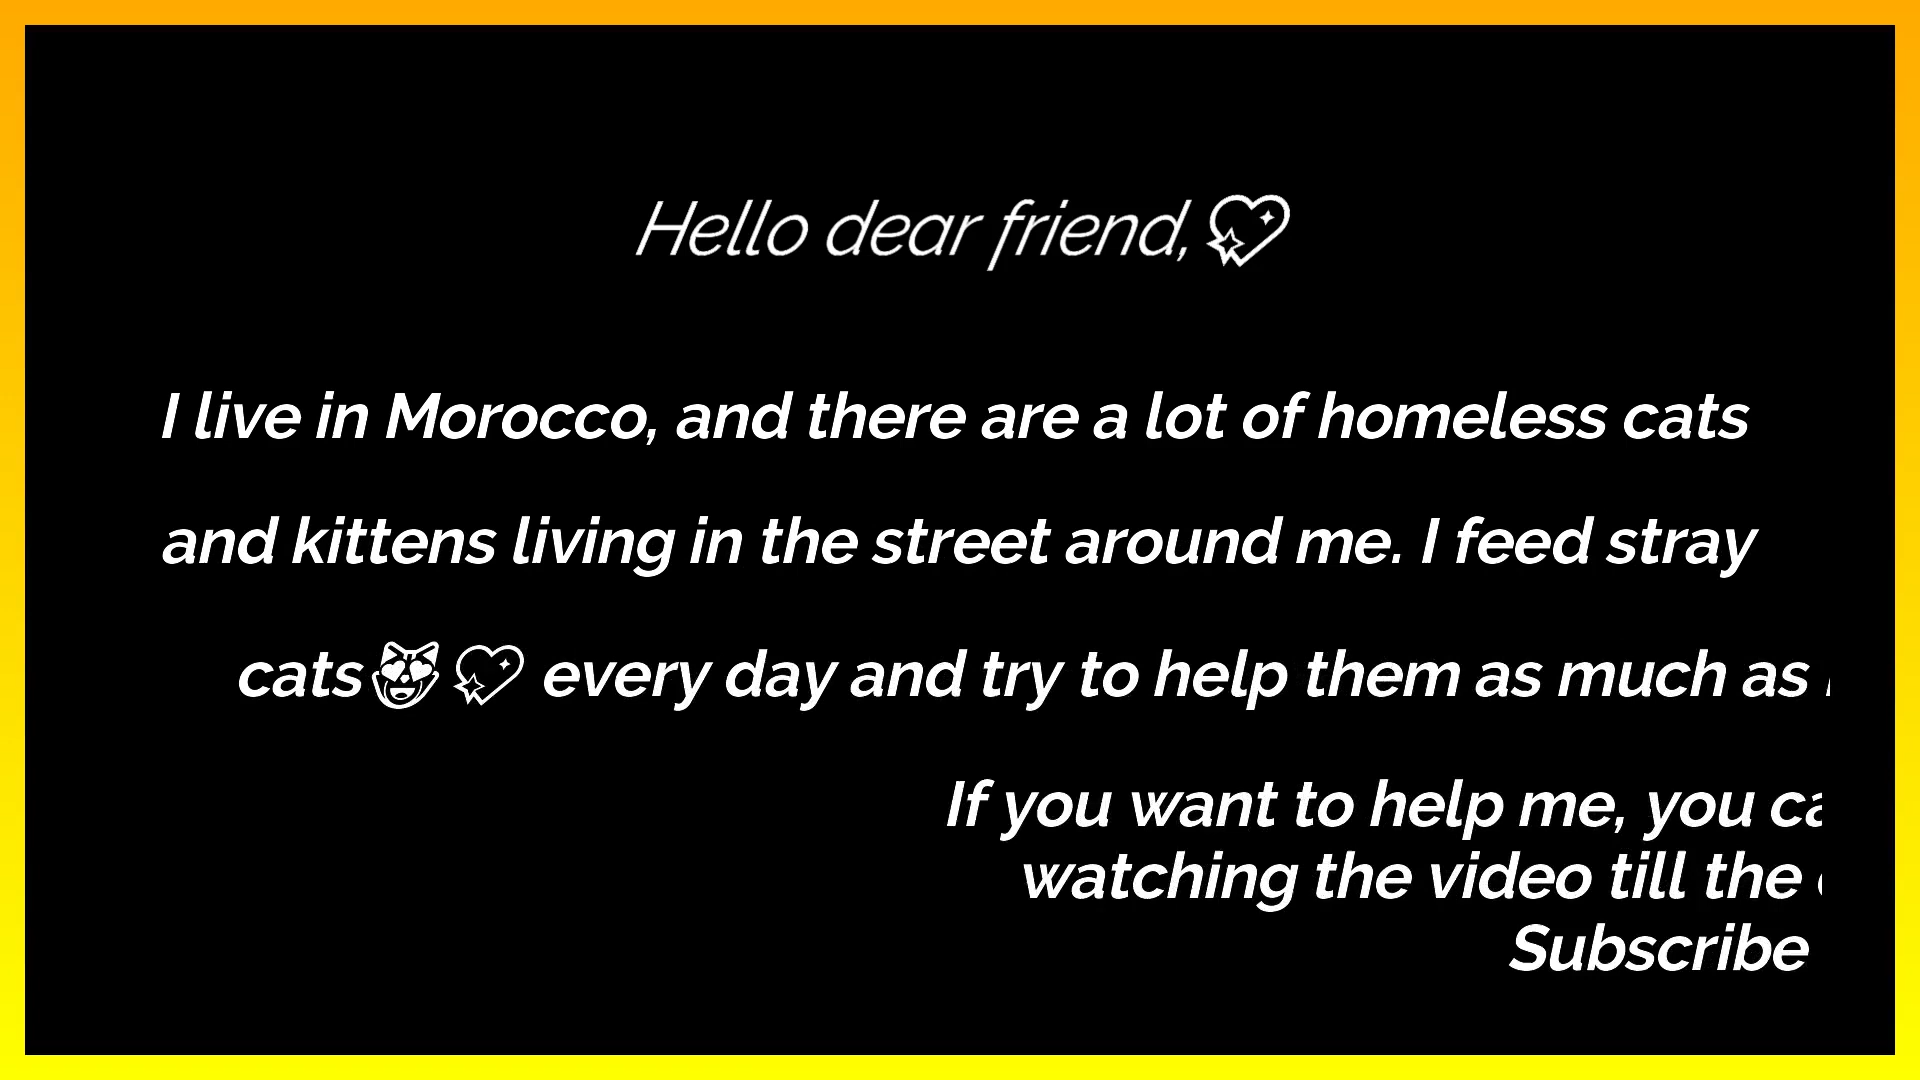 Hello dear friend,💖
I live in Morocco, and there are a lot of homeless cats
and kittens living in the street around me. I feed stray
cats😻💖 every day and try to help them as much as
If you want to help me, you
watching the video till the
Subscribe